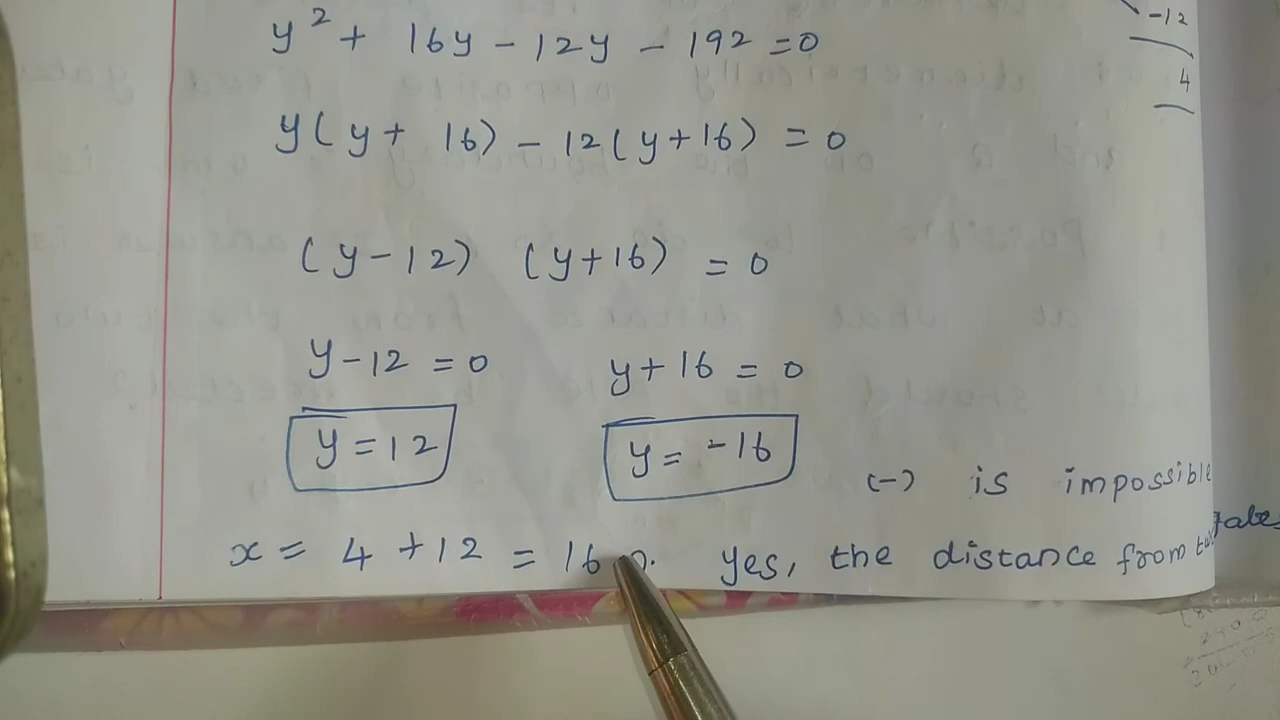 y² + 16y - 12y - 192 = 0
-12
4
y(y + 16) - 12(y+16) = 0
(y-12) (y+16) = 0
y-12 = 0 y+16 = 0
y = 12 y = -16
(-) is impossible
x = 4 + 12 = 16 yes, the distance from